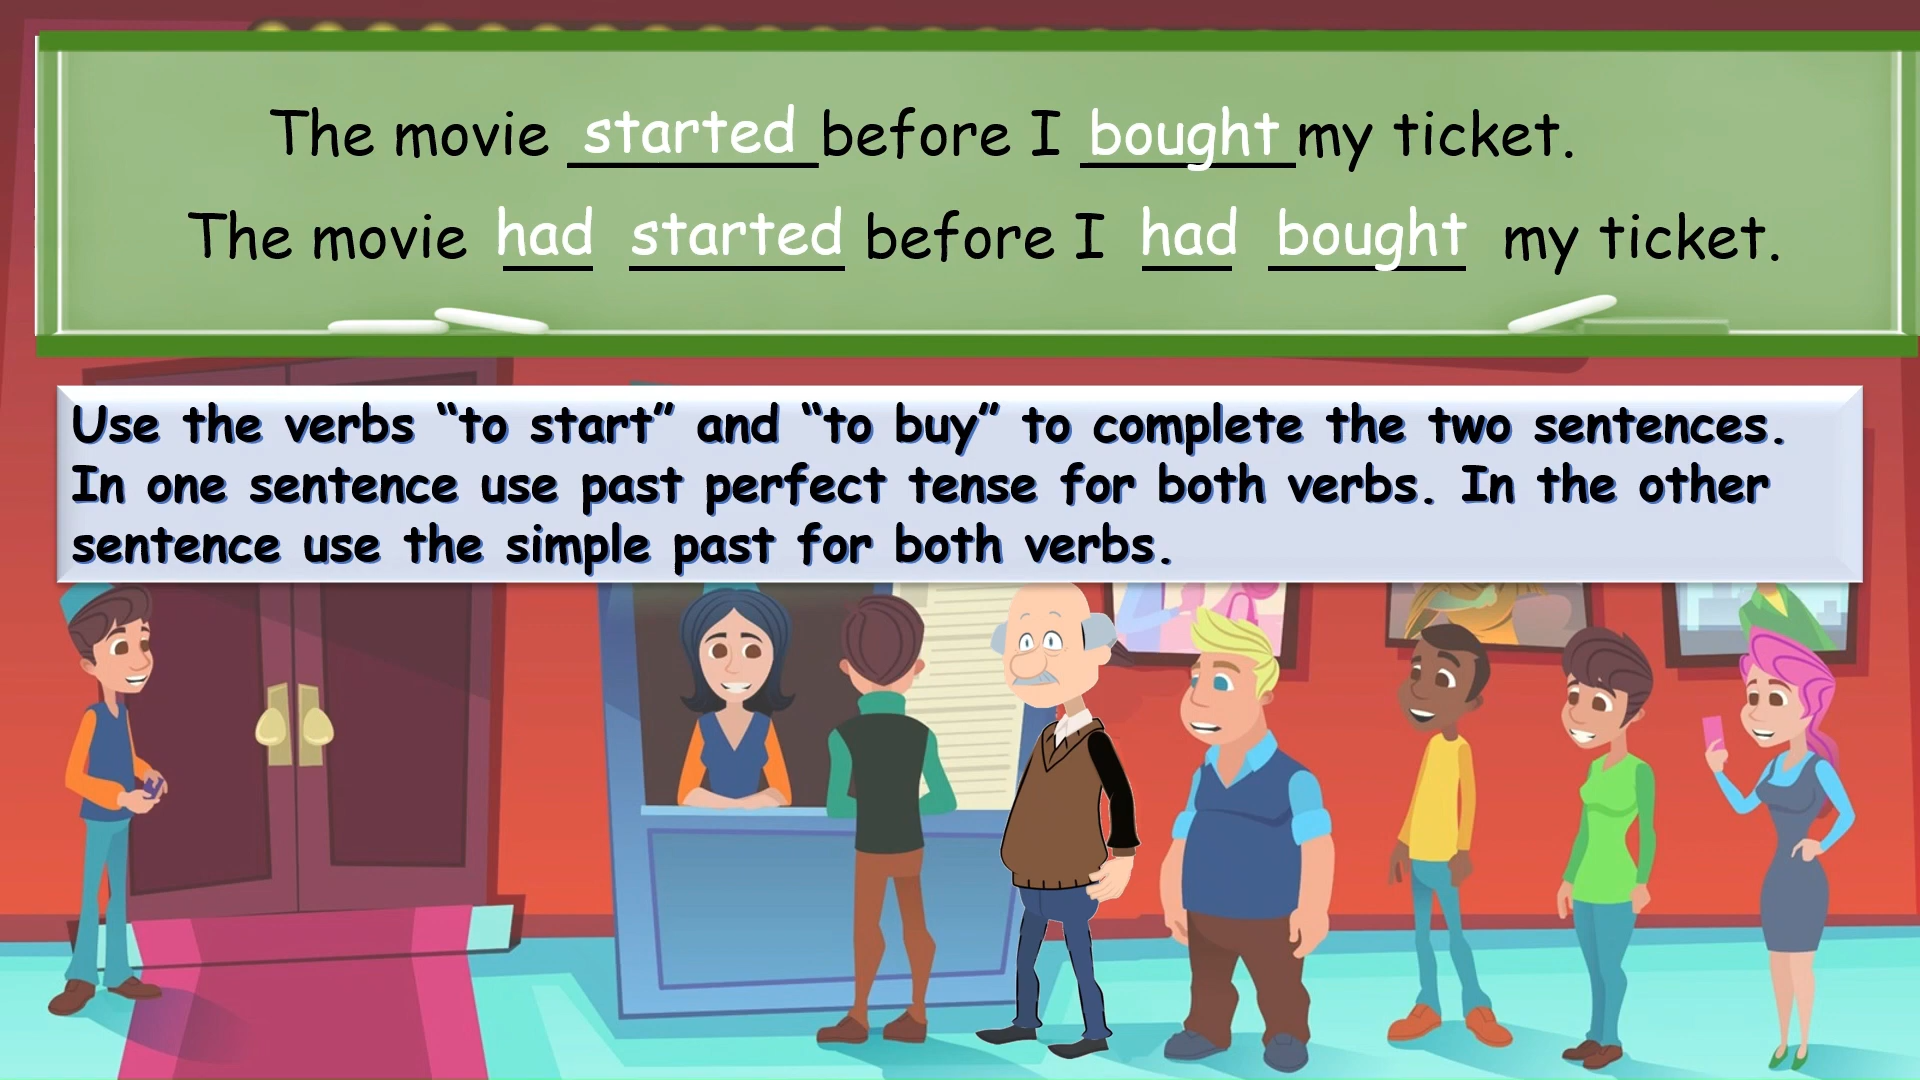 The movie started before I bought my ticket.
The movie had started before I had bought my ticket.
Use the verbs “to start” and “to buy” to complete the two sentences.
In one sentence use past perfect tense for both verbs. In the other
sentence use the simple past for both verbs.